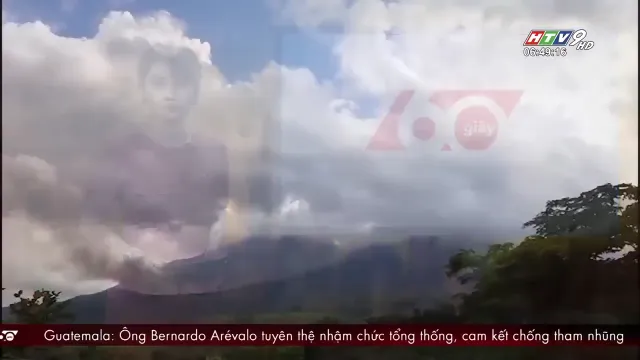 HTV9 HD
06:49:16
60 giây
Guatemala: Ông Bernardo Arévalo tuyên thệ nhậm chức tổng thống, cam kết chống tham nhũng